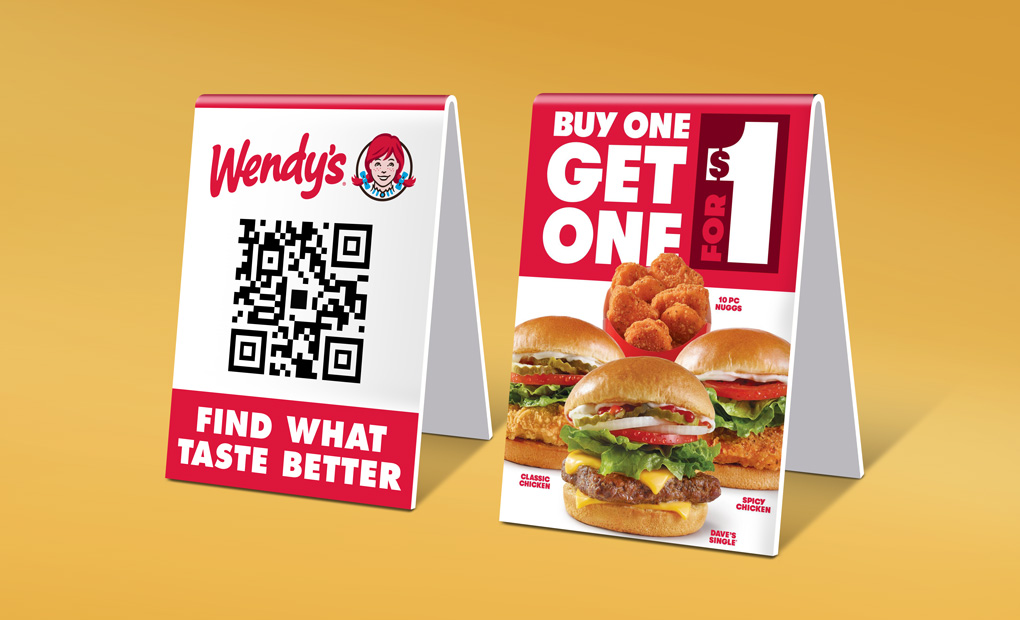 Wendy's
FIND WHAT
TASTE BETTER
BUY ONE
GET
ONE
FOR
$1
10 PC
NUGGS
CLASSIC
CHICKEN
SPICY
CHICKEN
DAVE'S
SINGLE